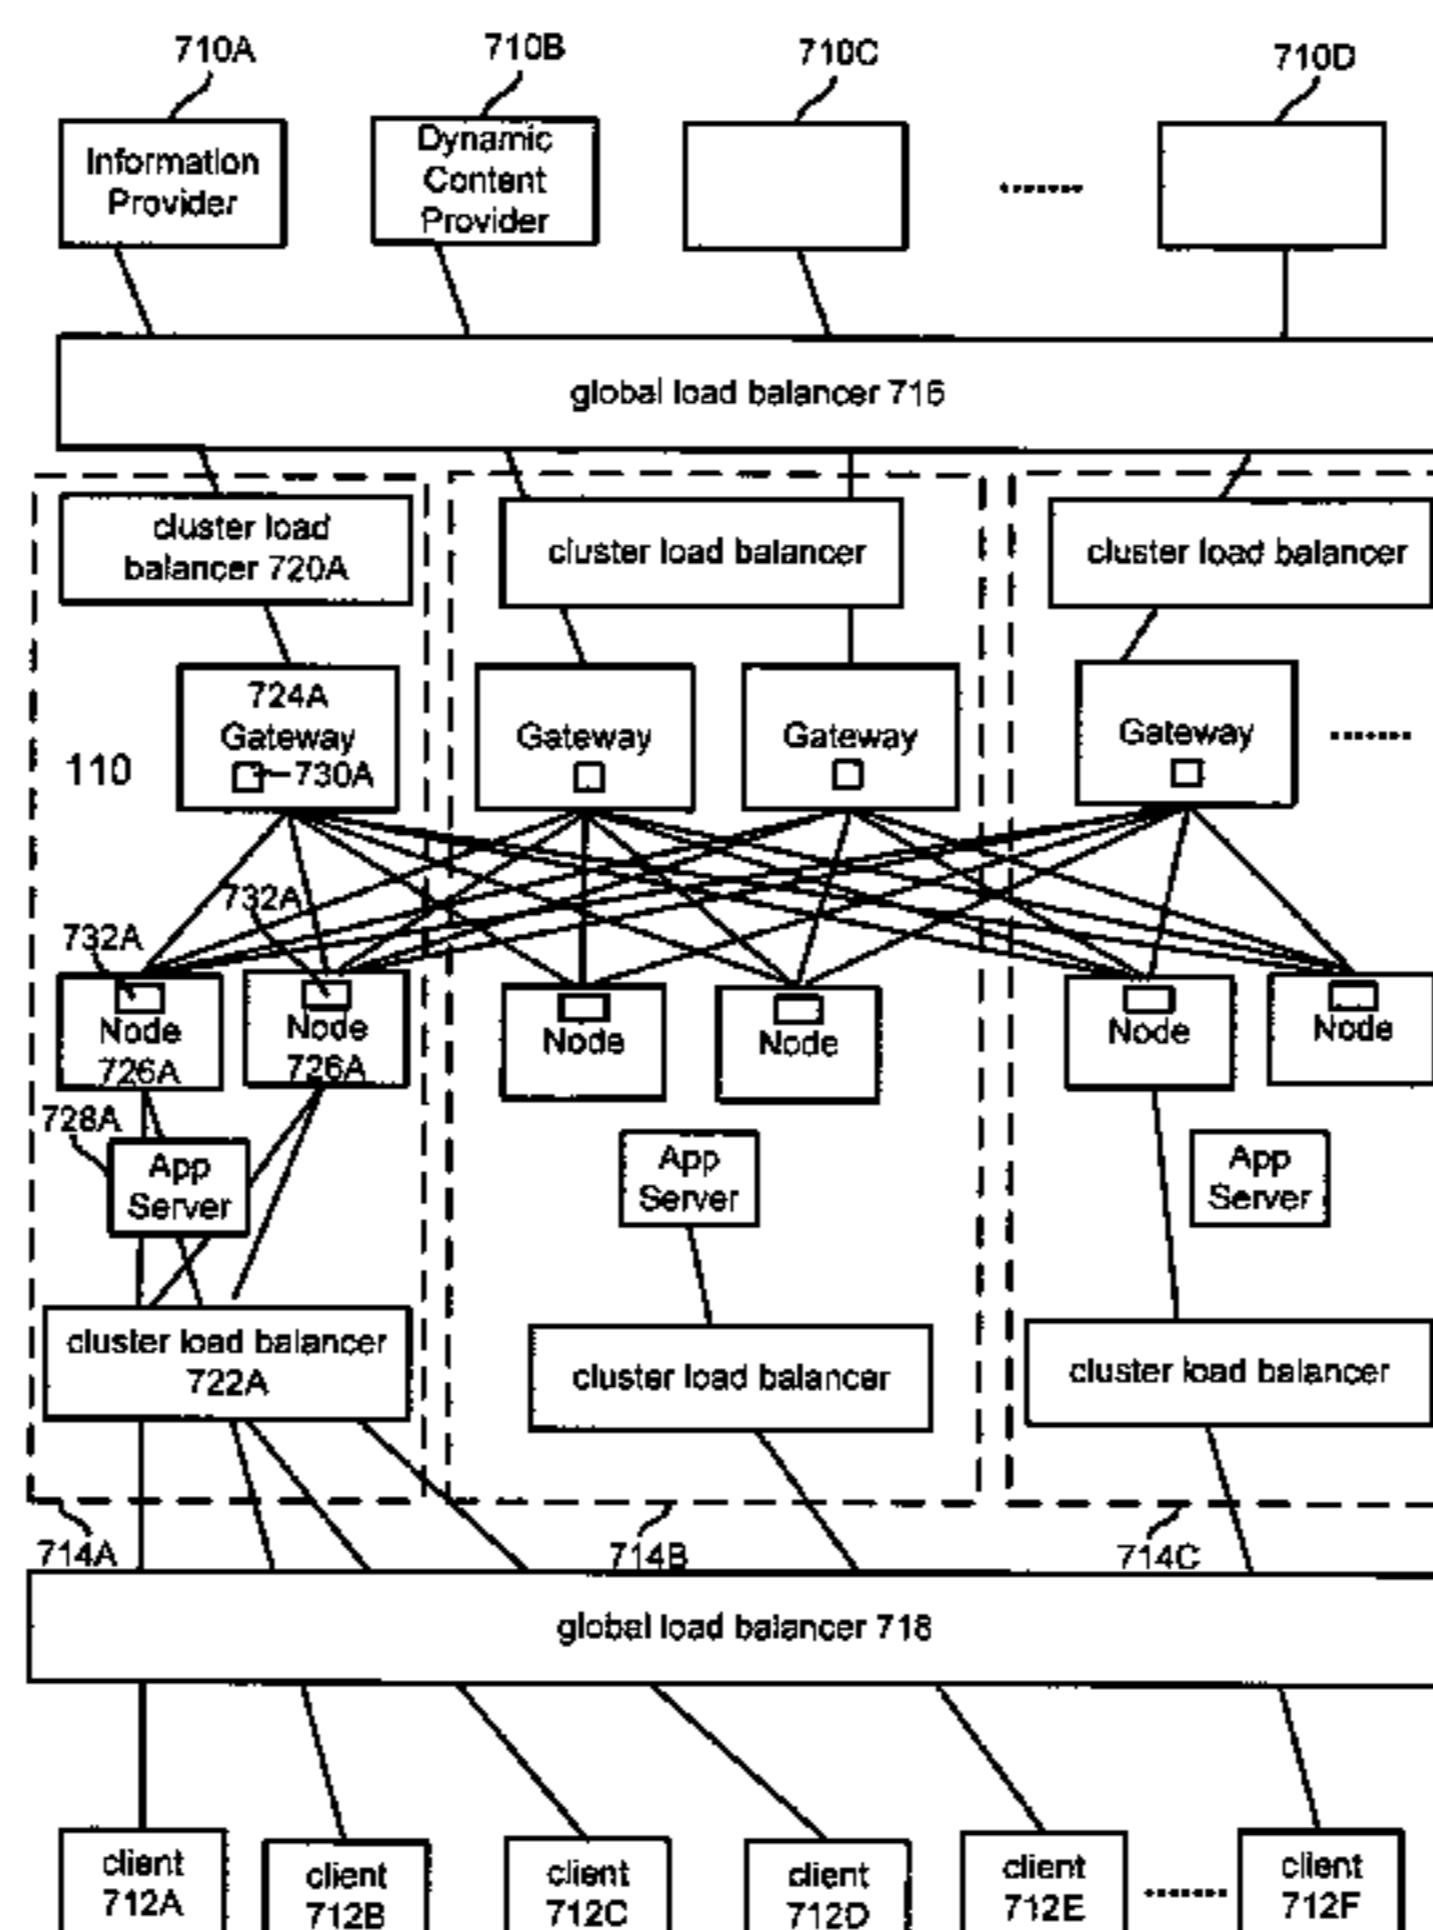 710A
710B
710C
710D
Information
Provider
Dynamic
Content
Provider
........
global load balancer 716
cluster load
balancer 720A
cluster load balancer
cluster load balancer
724A
Gateway
730A
Gateway
Gateway
Gateway
........
110
732A
732A
Node
726A
Node
726A
Node
Node
Node
Node
728A
App
Server
App
Server
App
Server
cluster load balancer
722A
cluster load balancer
cluster load balancer
714A
714B
714C
global load balancer 718
client
712A
client
712B
client
712C
client
712D
client
712E
........
client
712F